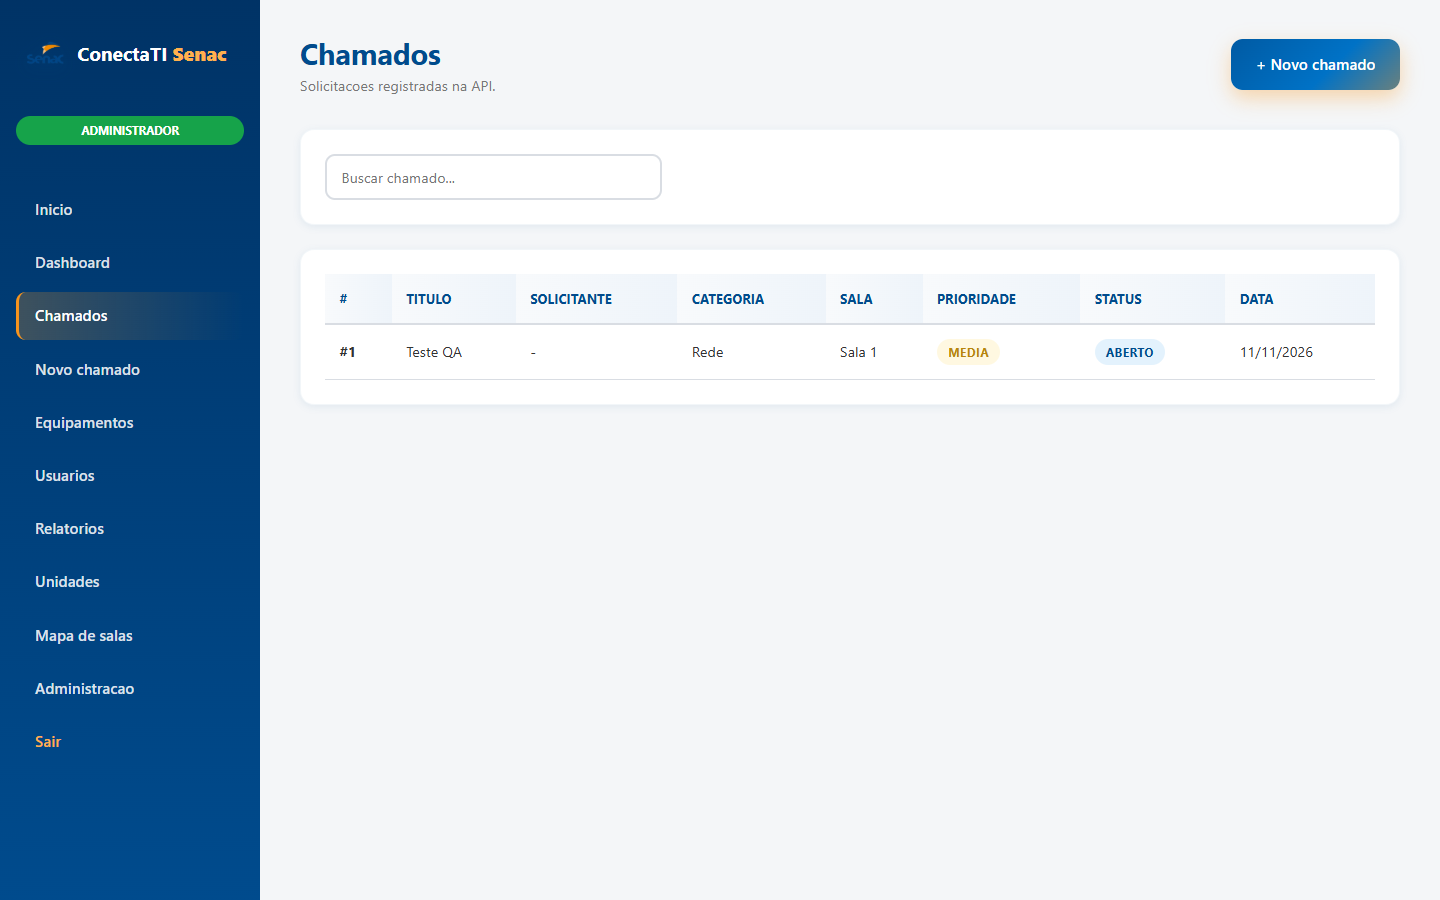 Senac
ConectaTI Senac
ADMINISTRADOR
Inicio
Dashboard
Chamados
Novo chamado
Equipamentos
Usuarios
Relatorios
Unidades
Mapa de salas
Administracao
Sair
Chamados
Solicitacoes registradas na API.
+ Novo chamado
Buscar chamado...
# TITULO SOLICITANTE CATEGORIA SALA PRIORIDADE STATUS DATA
#1 Teste QA - Rede Sala 1 MEDIA ABERTO 11/11/2026